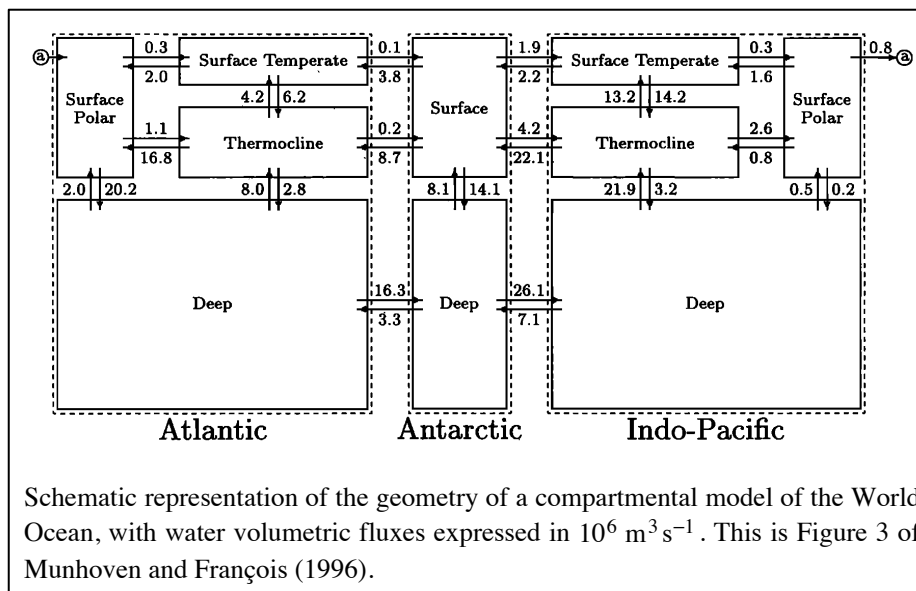 ⓐ 0.3 0.1 1.9 0.3 0.8 ⓐ
Surface Temperate Surface Temperate
2.0 3.8 2.2 1.6
Surface Polar 4.2 6.2 Surface 13.2 14.2 Surface Polar
1.1 0.2 4.2 2.6
Thermocline Thermocline
16.8 8.7 22.1 0.8
2.0 20.2 8.0 2.8 8.1 14.1 21.9 3.2 0.5 0.2
16.3 26.1
Deep Deep Deep
3.3 7.1
Atlantic Antarctic Indo-Pacific
Schematic representation of the geometry of a compartmental model of the World
Ocean, with water volumetric fluxes expressed in 10⁶ m³ s⁻¹. This is Figure 3 of
Munhoven and François (1996).